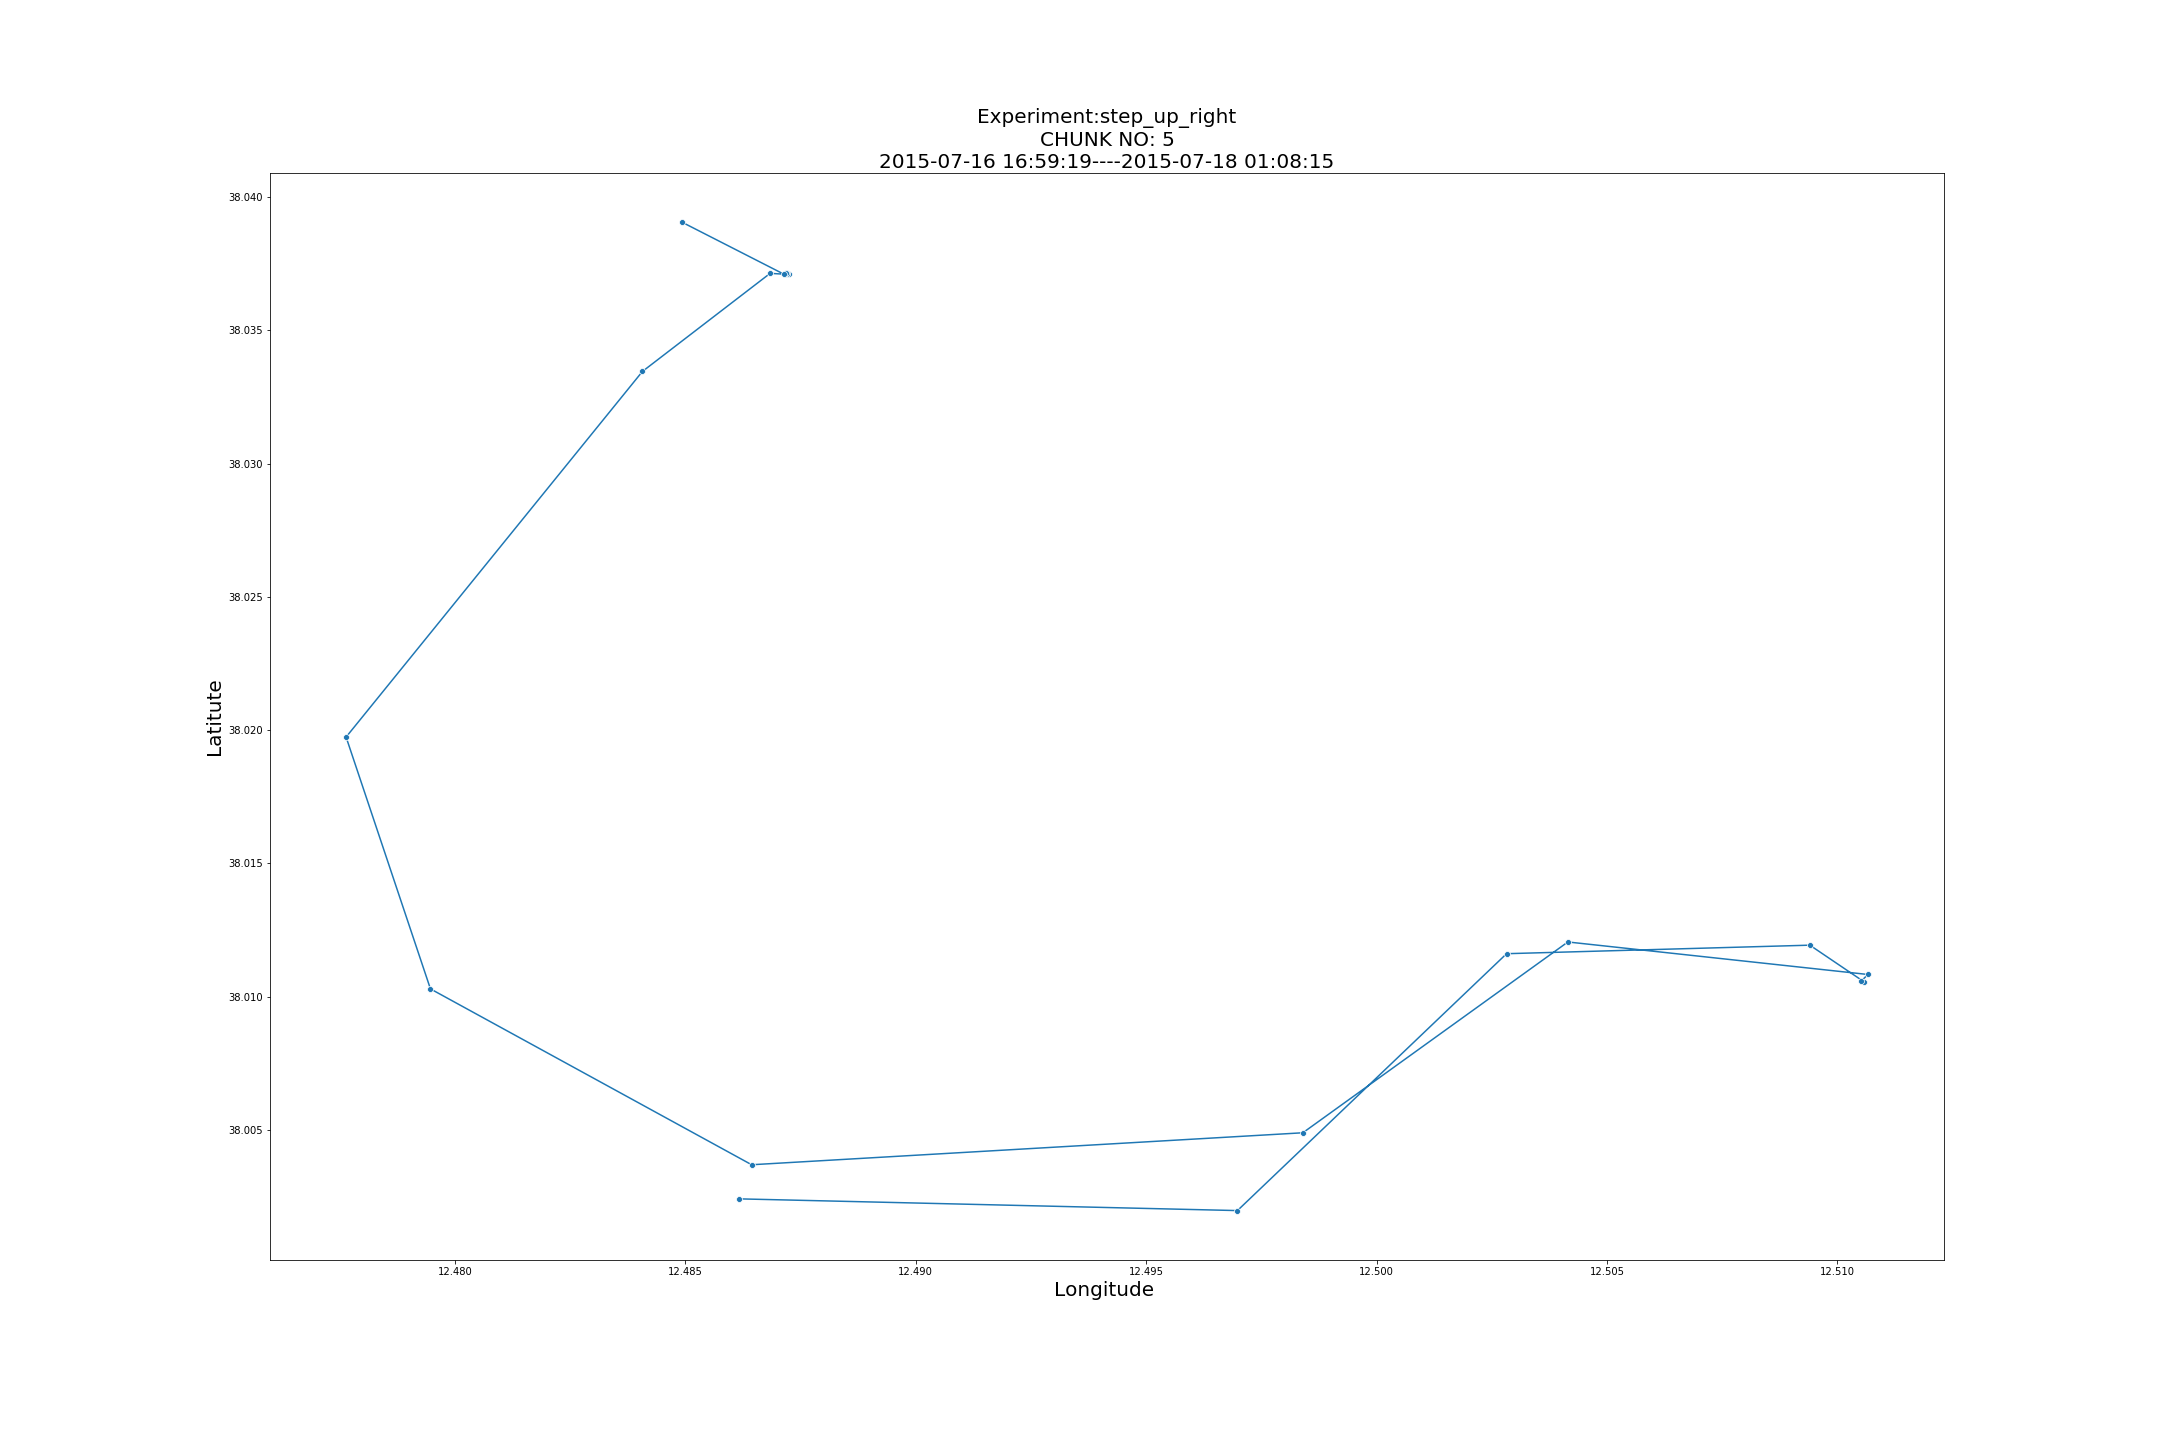 Experiment:step_up_right
CHUNK NO: 5
2015-07-16 16:59:19----2015-07-18 01:08:15
38.040
38.035
38.030
38.025
38.020
38.015
38.010
38.005
Latitute
12.480 12.485 12.490 12.495 12.500 12.505 12.510
Longitude